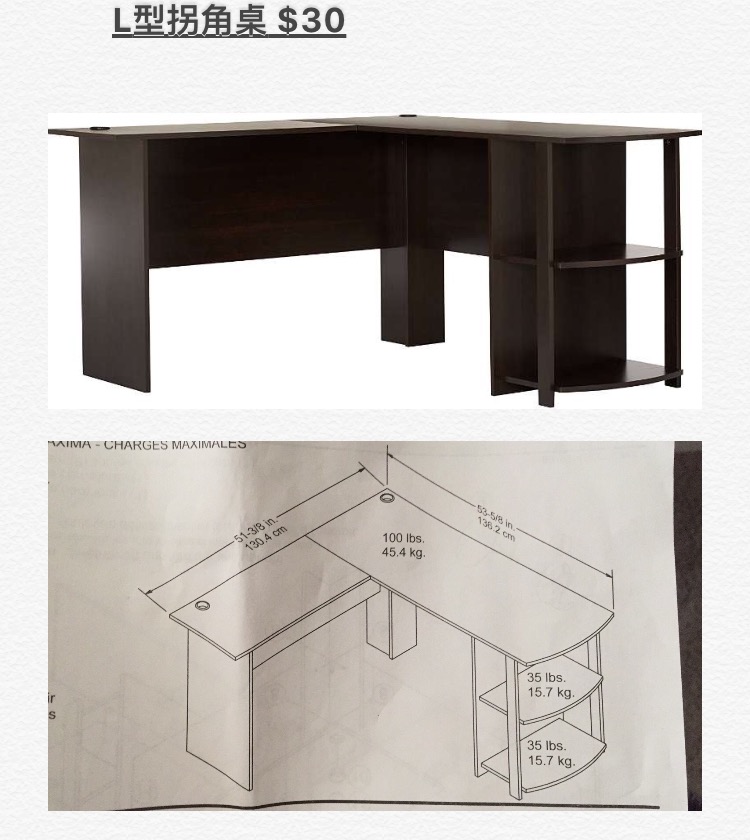 L型拐角桌 $30
AXIMA - CHARGES MAXIMALES
51-3/8 in.
130.4 cm
53-5/8 in.
136.2 cm
100 lbs.
45.4 kg.
35 lbs.
15.7 kg.
35 lbs.
15.7 kg.